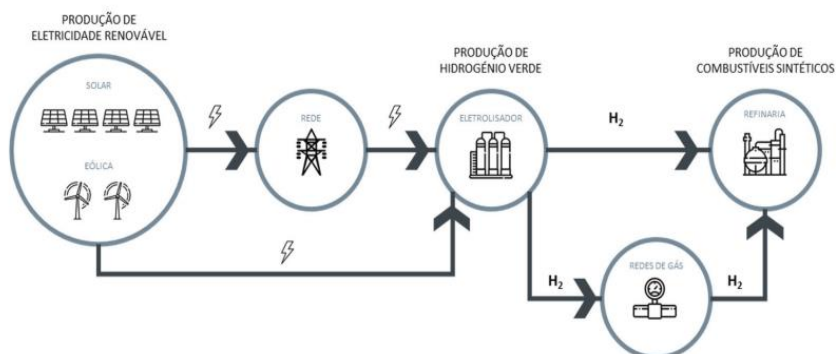 PRODUÇÃO DE
ELETRICIDADE RENOVÁVEL
SOLAR
EÓLICA
REDE
PRODUÇÃO DE
HIDROGÉNIO VERDE
ELETROLISADOR
H₂
PRODUÇÃO DE
COMBUSTÍVEIS SINTÉTICOS
REFINARIA
H₂
REDES DE GÁS
H₂